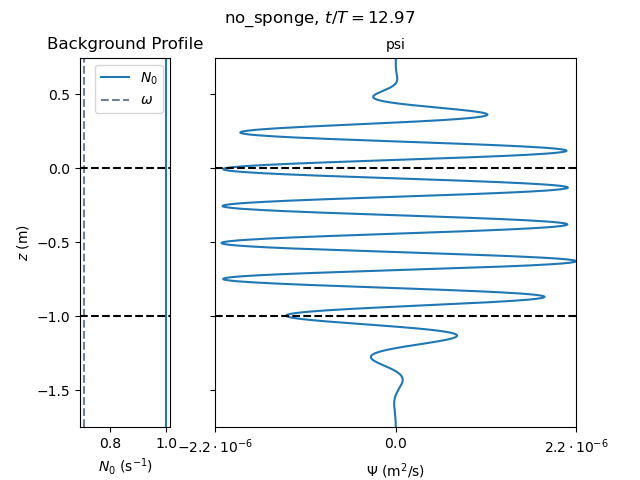 no_sponge, t/T = 12.97
Background Profile
psi
N₀
ω
0.5
0.0
−0.5
−1.0
−1.5
z (m)
0.8
1.0
N₀ (s⁻¹)
−2.2·10⁻⁶
0.0
2.2·10⁻⁶
Ψ (m²/s)